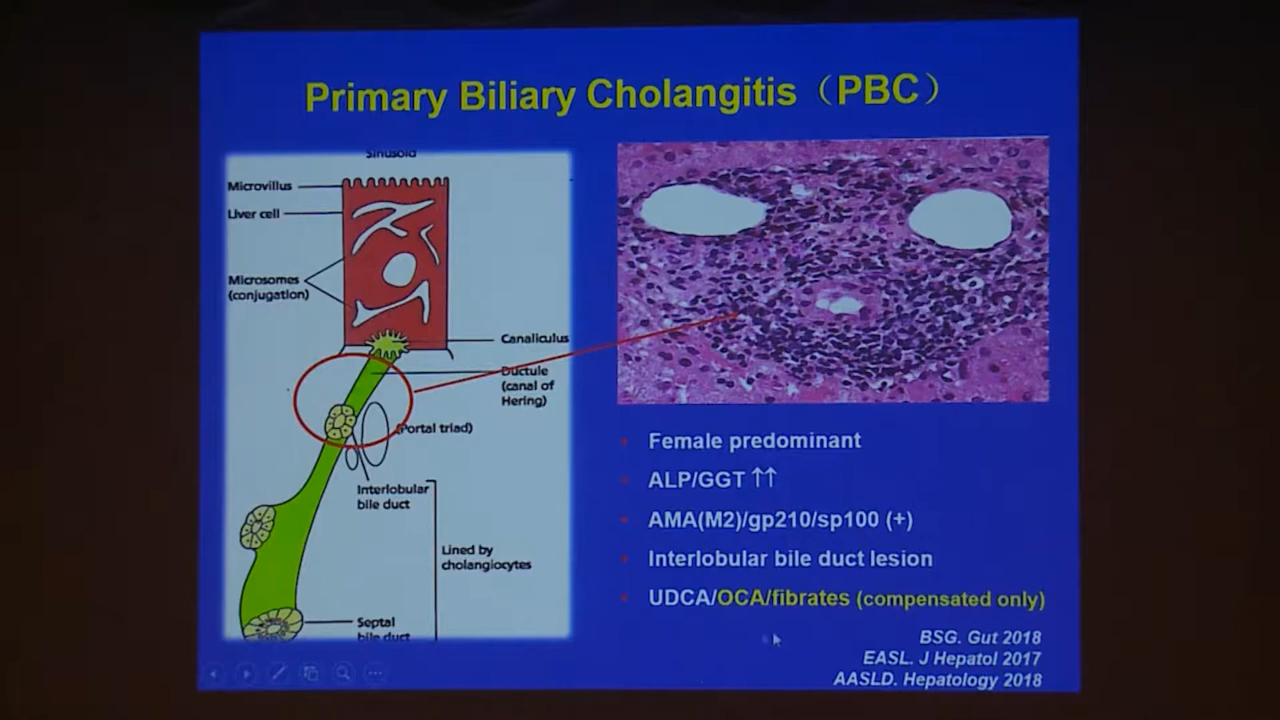 Primary Biliary Cholangitis（PBC）
Sinusoid
Microvillus
Liver cell
Microsomes
(conjugation)
Canaliculus
Ductule
(canal of
Hering)
(Portal triad)
Interlobular
bile duct
Lined by
cholangiocytes
Septal
bile duct
Female predominant
ALP/GGT ↑↑
AMA(M2)/gp210/sp100 (+)
Interlobular bile duct lesion
UDCA/OCA/fibrates (compensated only)
BSG. Gut 2018
EASL. J Hepatol 2017
AASLD. Hepatology 2018